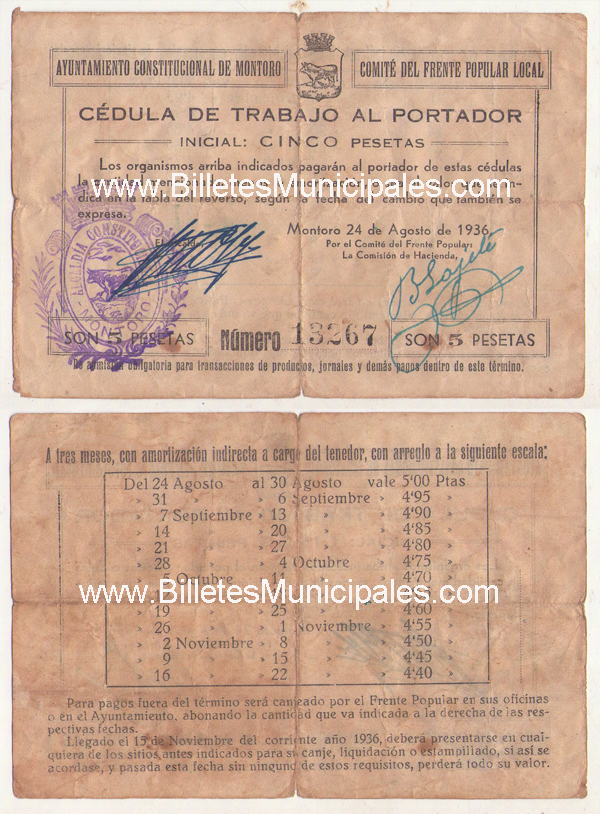 AYUNTAMIENTO CONSTITUCIONAL DE MONTORO
COMITÉ DEL FRENTE POPULAR LOCAL
CÉDULA DE TRABAJO AL PORTADOR
INICIAL: CINCO PESETAS
Los organismos arriba indicados pagarán al portador de estas cédulas
www.BilletesMunicipales.com
dica en la tabla del reverso, según la fecha del cambio que también se
expresa.
Montoro 24 de Agosto de 1936
El Alcalde,
Por el Comité del Frente Popular:
La Comisión de Hacienda,
ALCALDIA CONSTITU
MONTORO
SON 5 PESETAS
Número 13267
SON 5 PESETAS
De admisión obligatoria para transacciones de productos, jornales y demás pagos dentro de este término.
A tres meses, con amortización indirecta a cargo del tenedor, con arreglo a la siguiente escala:
Del 24 Agosto al 30 Agosto vale 5'00 Ptas
» 31 » » 6 Septiembre » 4'95 »
» 7 Septiembre » 13 » » 4'90 »
» 14 » » 20 » » 4'85 »
» 21 » » 27 » » 4'80 »
» 28 » » 4 Octubre » 4'75 »
Octubre » 11 » » 4'70 »
www.BilletesMunicipales.com
» 19 » » 25 » » 4'60 »
» 26 » » 1 Noviembre » 4'55 »
» 2 Noviembre » 8 » » 4'50 »
» 9 » » 15 » » 4'45 »
» 16 » » 22 » » 4'40 »
Para pagos fuera del término será canjeado por el Frente Popular en sus oficinas
o en el Ayuntamiento, abonando la cantidad que va indicada a la derecha de las res-
pectivas fechas.
Llegado el 15 de Noviembre del corriente año 1936, deberá presentarse en cual-
quiera de los sitios antes indicados para su canje, liquidación o estampillado, si así se
acordase, y pasada esta fecha sin ninguno de estos requisitos, perderá todo su valor.